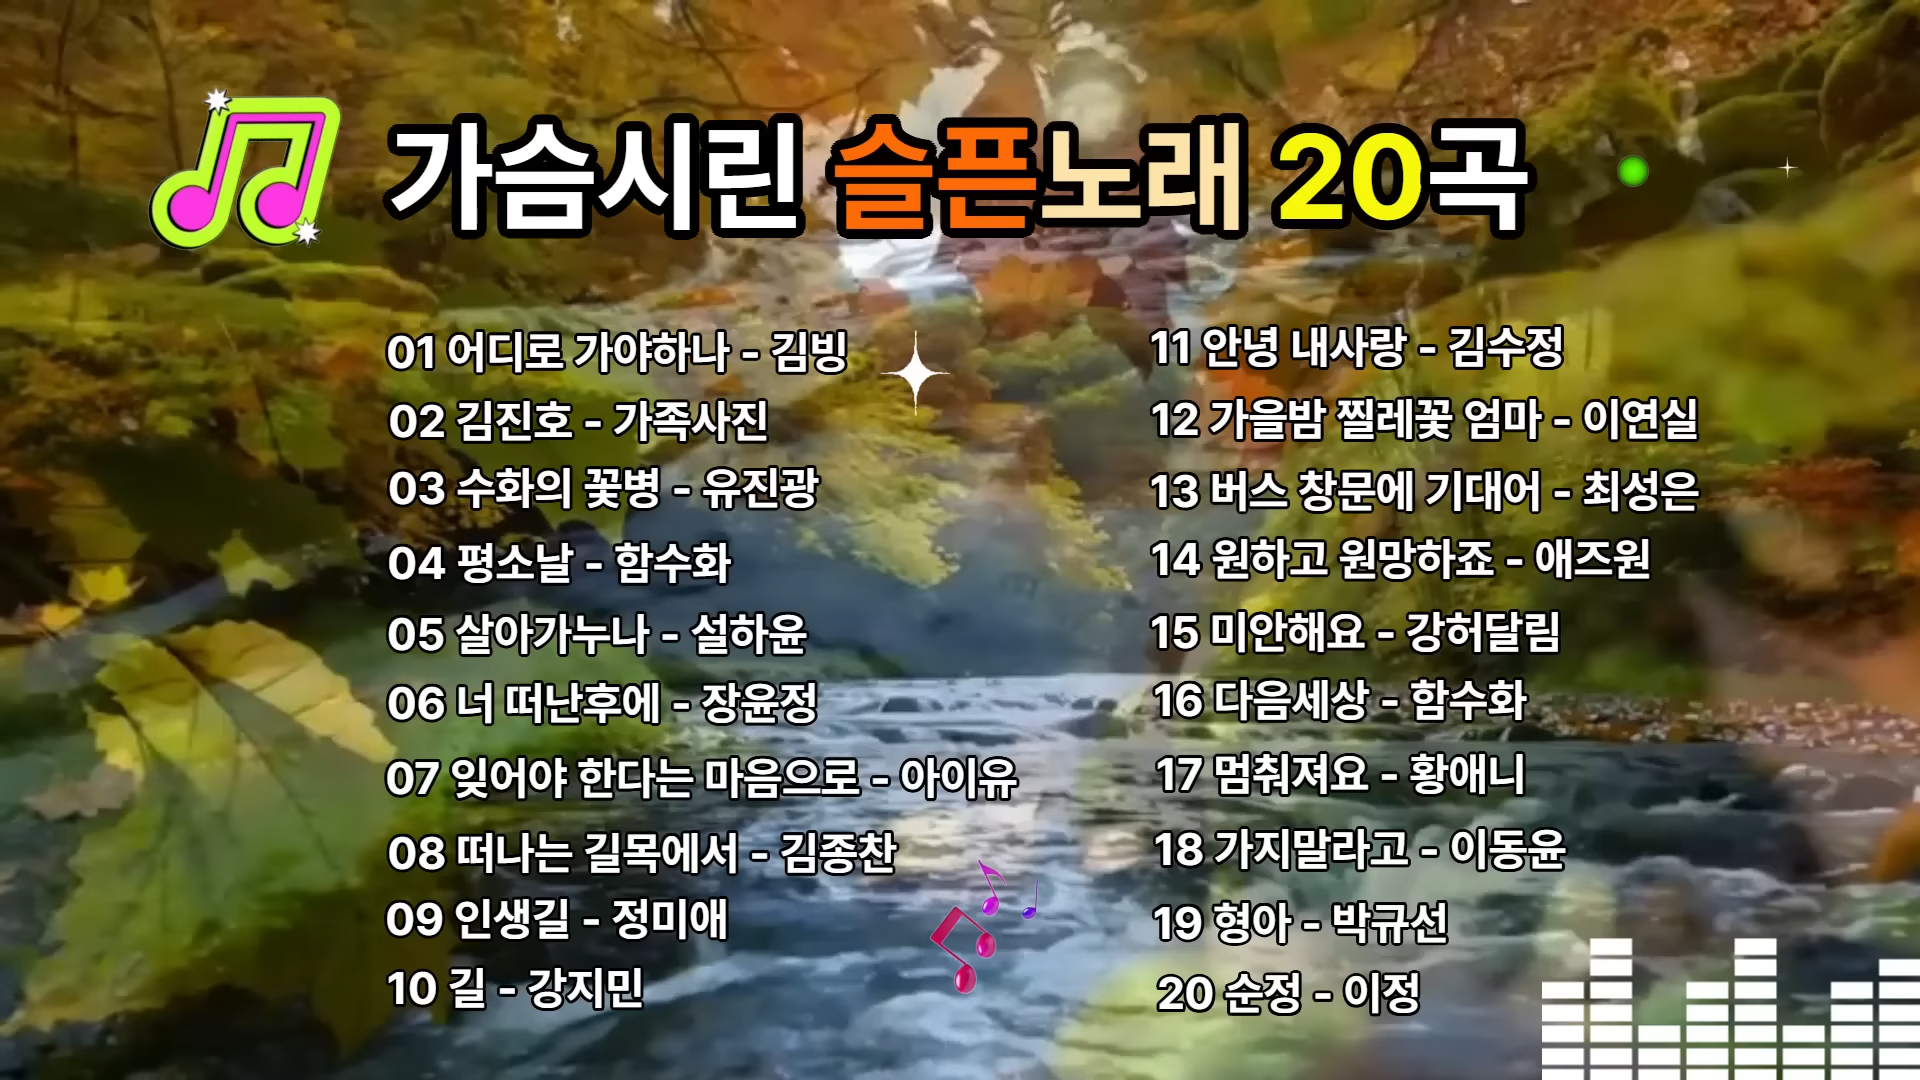 가슴시린 슬픈노래 20곡
01 어디로 가야하나 - 김빙
02 김진호 - 가족사진
03 수화의 꽃병 - 유진광
04 평소날 - 함수화
05 살아가누나 - 설하윤
06 너 떠난후에 - 장윤정
07 잊어야 한다는 마음으로 - 아이유
08 떠나는 길목에서 - 김종찬
09 인생길 - 정미애
10 길 - 강지민
11 안녕 내사랑 - 김수정
12 가을밤 찔레꽃 엄마 - 이연실
13 버스 창문에 기대어 - 최성은
14 원하고 원망하죠 - 애즈원
15 미안해요 - 강허달림
16 다음세상 - 함수화
17 멈춰져요 - 황애니
18 가지말라고 - 이동윤
19 형아 - 박규선
20 순정 - 이정